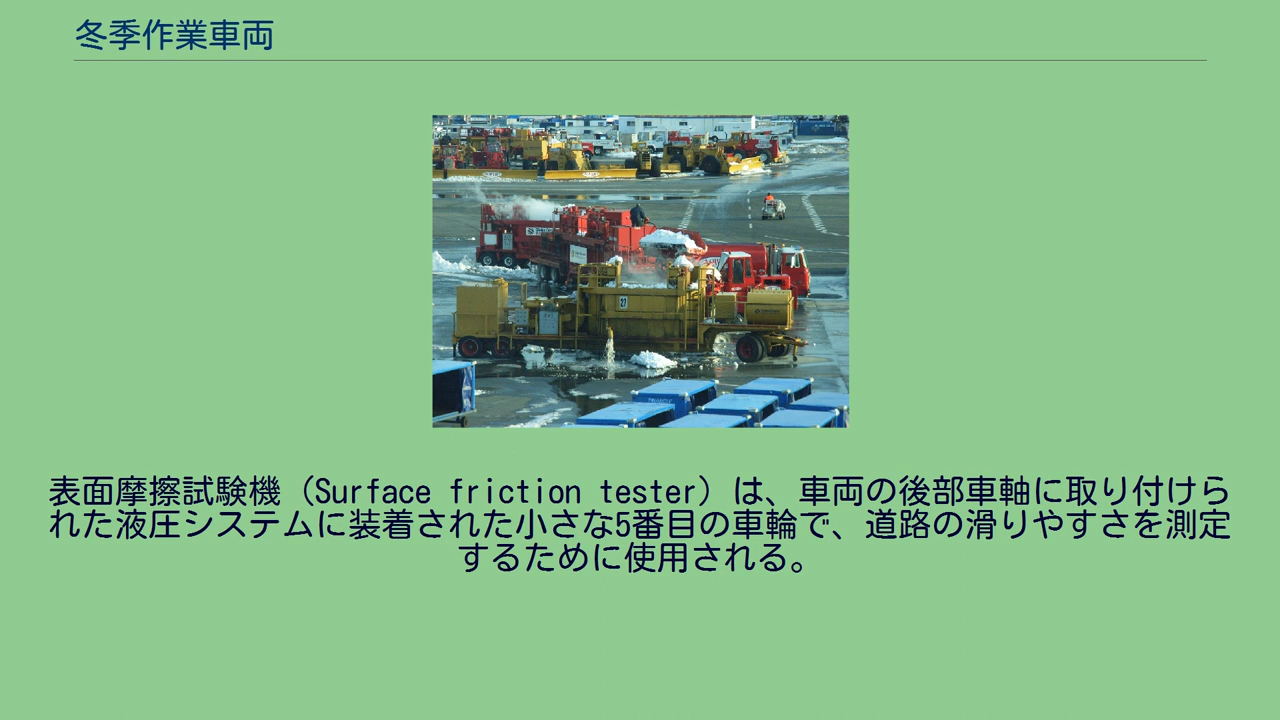 冬季作業車両
27
表面摩擦試験機（Surface friction tester）は、車両の後部車軸に取り付けら
れた液圧システムに装着された小さな5番目の車輪で、道路の滑りやすさを測定
するために使用される。